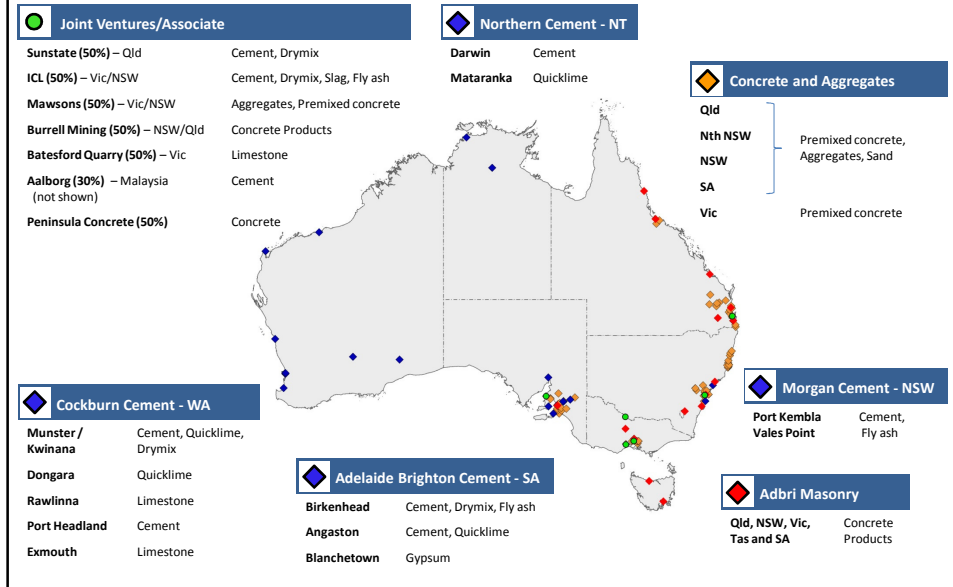 Joint Ventures/Associate
Sunstate (50%) – Qld Cement, Drymix
ICL (50%) – Vic/NSW Cement, Drymix, Slag, Fly ash
Mawsons (50%) – Vic/NSW Aggregates, Premixed concrete
Burrell Mining (50%) – NSW/Qld Concrete Products
Batesford Quarry (50%) – Vic Limestone
Aalborg (30%) – Malaysia Cement
(not shown)
Peninsula Concrete (50%) Concrete
Northern Cement - NT
Darwin Cement
Mataranka Quicklime
Concrete and Aggregates
Qld
Nth NSW
NSW
SA
Premixed concrete,
Aggregates, Sand
Vic Premixed concrete
Cockburn Cement - WA
Munster / Cement, Quicklime,
Kwinana Drymix
Dongara Quicklime
Rawlinna Limestone
Port Headland Cement
Exmouth Limestone
Adelaide Brighton Cement - SA
Birkenhead Cement, Drymix, Fly ash
Angaston Cement, Quicklime
Blanchetown Gypsum
Morgan Cement - NSW
Port Kembla Cement,
Vales Point Fly ash
Adbri Masonry
Qld, NSW, Vic, Concrete
Tas and SA Products